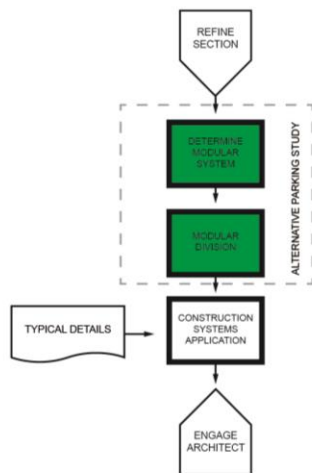 REFINE
SECTION
DETERMINE
MODULAR
SYSTEM
MODULAR
DIVISION
ALTERNATIVE PARKING STUDY
TYPICAL DETAILS
CONSTRUCTION
SYSTEMS
APPLICATION
ENGAGE
ARCHITECT